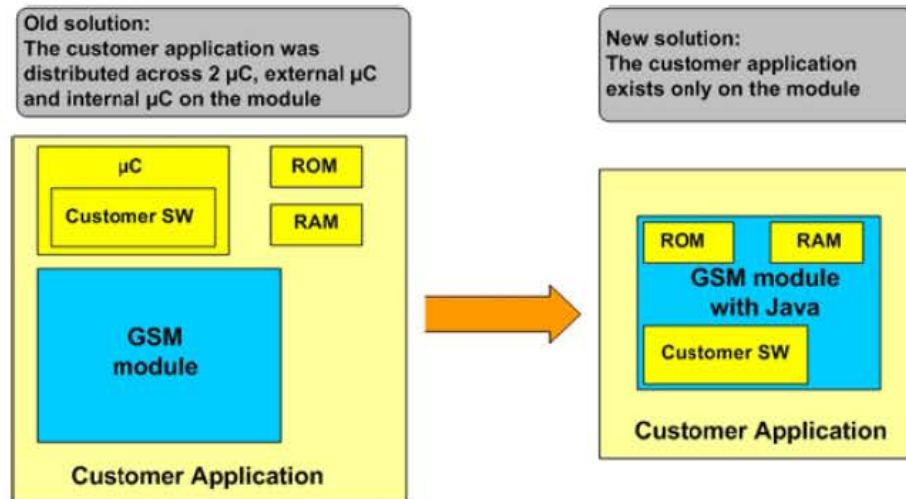 Old solution:
The customer application was
distributed across 2 µC, external µC
and internal µC on the module
New solution:
The customer application
exists only on the module
µC
Customer SW
ROM
RAM
GSM
module
Customer Application
ROM
RAM
GSM module
with Java
Customer SW
Customer Application